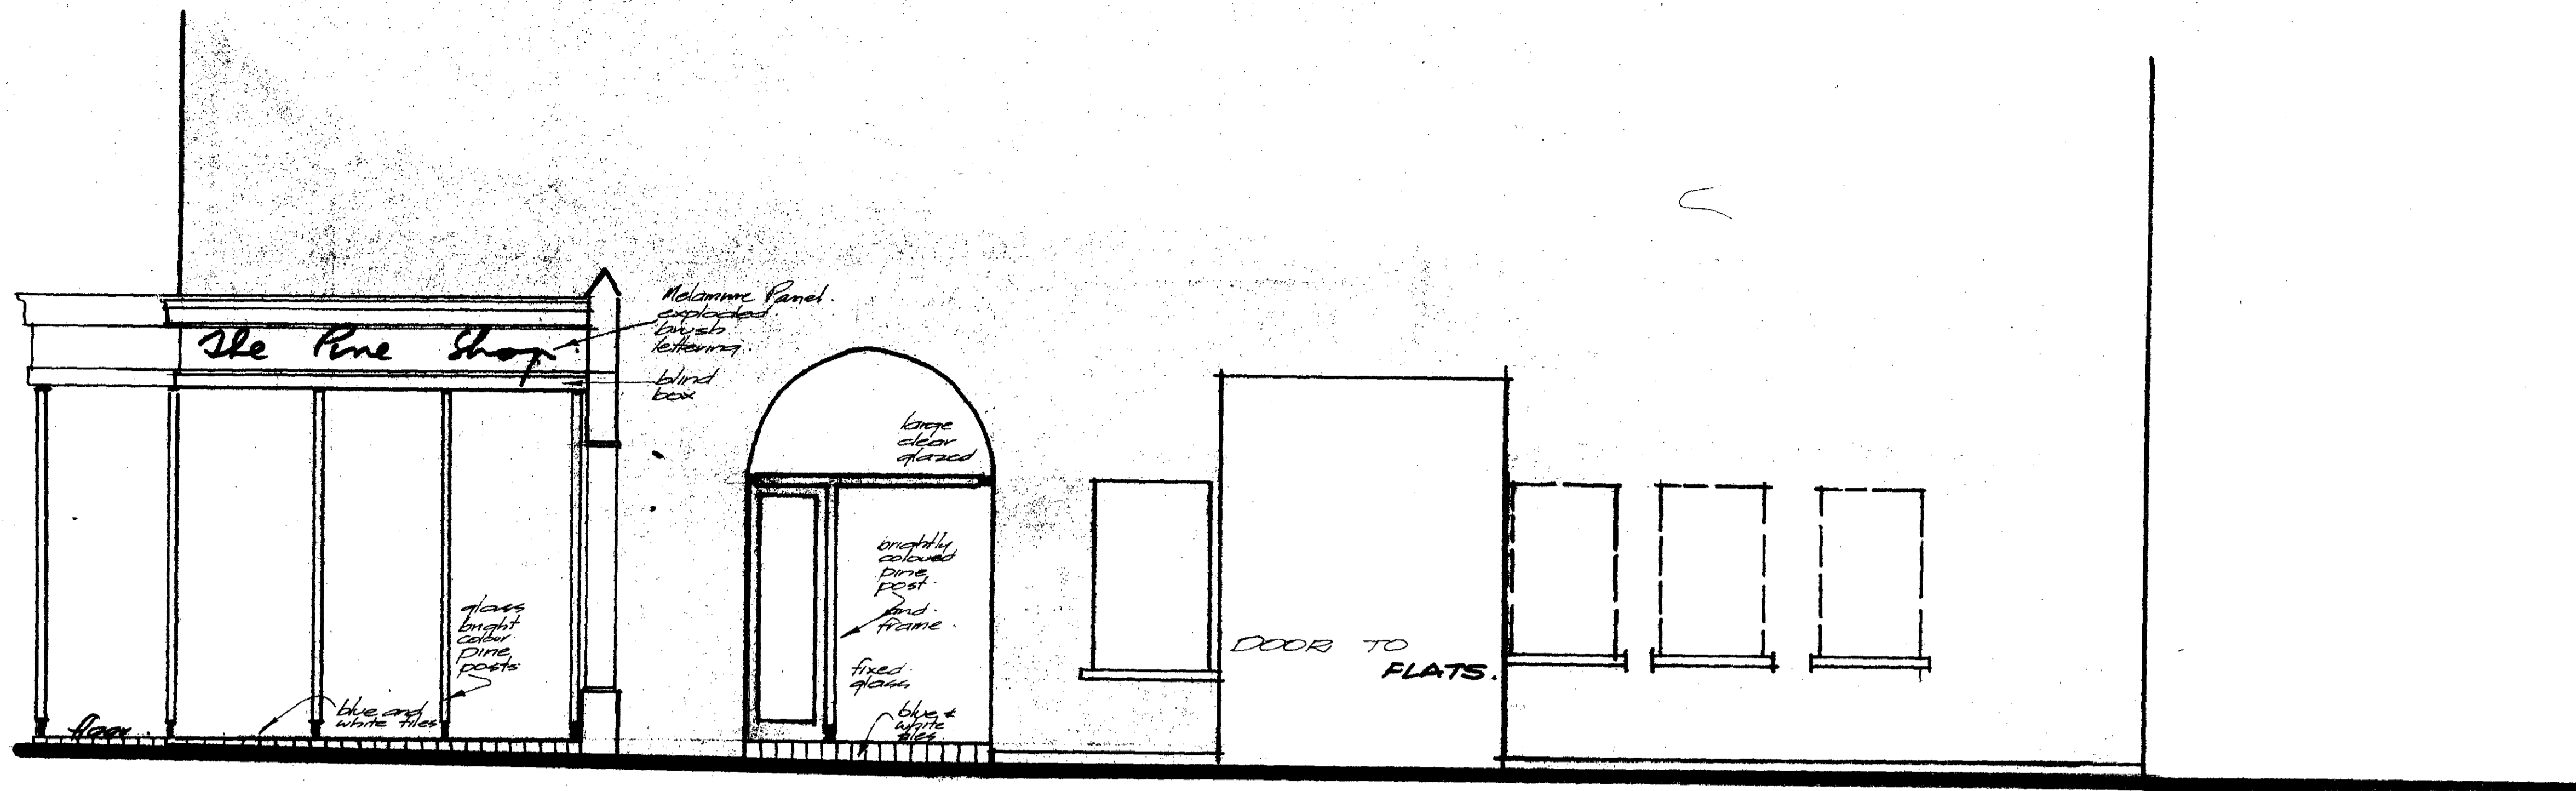 The Pine Shop.
Melamine Panel.
exploded
brush
lettering.
blind
box
large
clear
glazed
brightly
coloured
pine
post.
and.
frame.
fixed.
glass
blue &
white
tiles.
glass
bright
colour.
pine
posts.
blue and
white tiles
floor.
DOOR TO
FLATS.